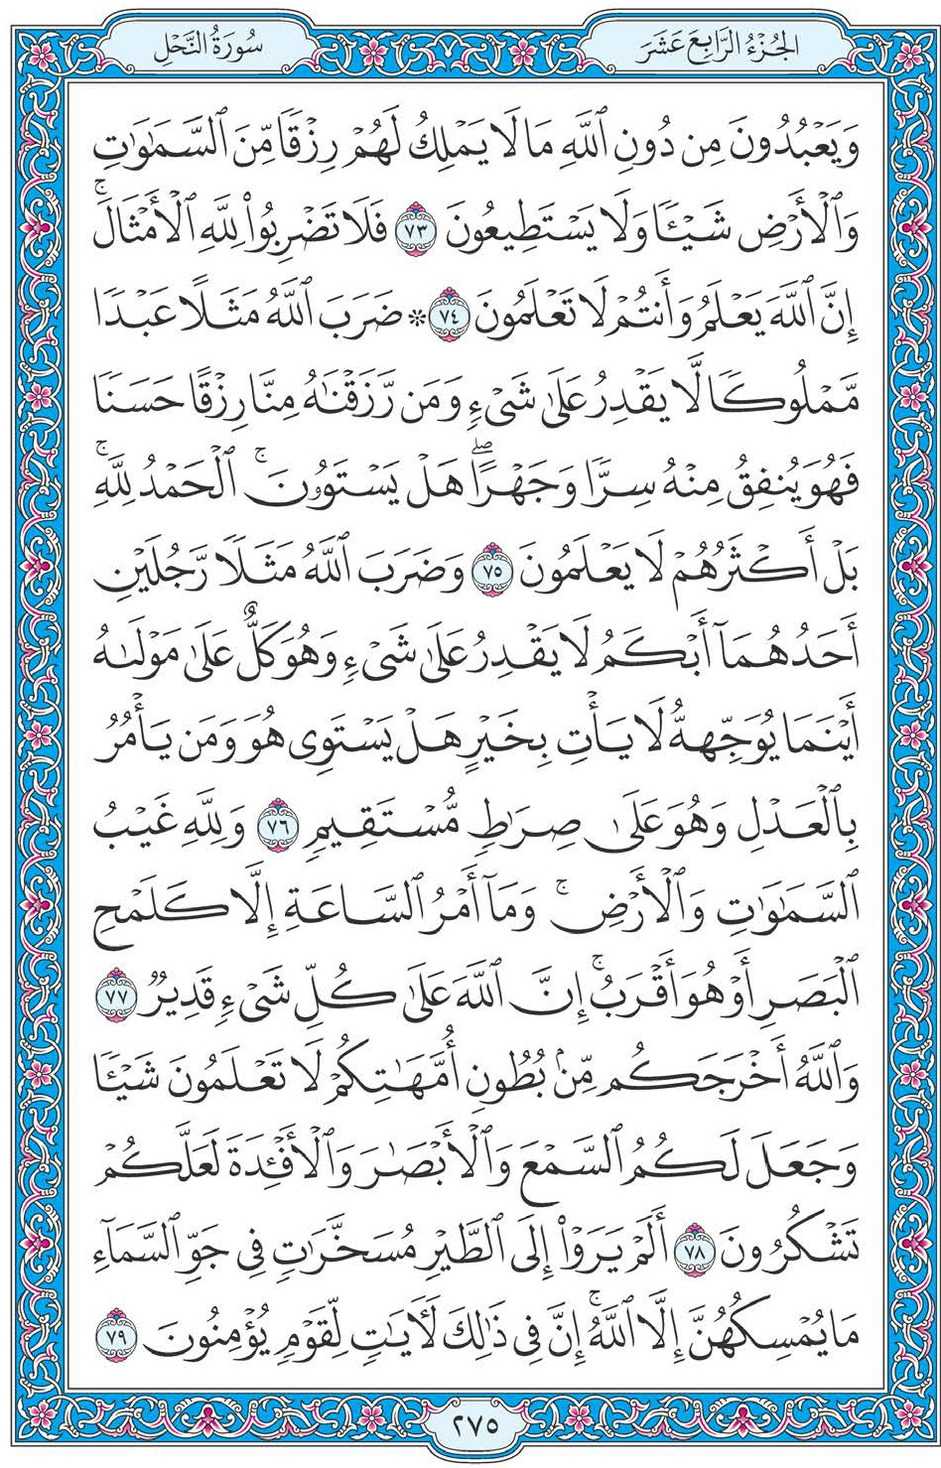 الجُزْءُ الرَّابِعَ عَشَرَ
سُورَةُ النَّحْلِ
وَيَعْبُدُونَ مِن دُونِ ٱللَّهِ مَا لَا يَمْلِكُ لَهُمْ رِزْقًا مِّنَ ٱلسَّمَٰوَٰتِ
وَٱلْأَرْضِ شَيْـًٔا وَلَا يَسْتَطِيعُونَ ٧٣ فَلَا تَضْرِبُوا۟ لِلَّهِ ٱلْأَمْثَالَ ۚ
إِنَّ ٱللَّهَ يَعْلَمُ وَأَنتُمْ لَا تَعْلَمُونَ ٧٤ * ضَرَبَ ٱللَّهُ مَثَلًا عَبْدًا
مَّمْلُوكًا لَّا يَقْدِرُ عَلَىٰ شَىْءٍ وَمَن رَّزَقْنَٰهُ مِنَّا رِزْقًا حَسَنًا
فَهُوَ يُنفِقُ مِنْهُ سِرًّا وَجَهْرًا ۖ هَلْ يَسْتَوُۥنَ ۚ ٱلْحَمْدُ لِلَّهِ ۚ
بَلْ أَكْثَرُهُمْ لَا يَعْلَمُونَ ٧٥ وَضَرَبَ ٱللَّهُ مَثَلًا رَّجُلَيْنِ
أَحَدُهُمَآ أَبْكَمُ لَا يَقْدِرُ عَلَىٰ شَىْءٍ وَهُوَ كَلٌّ عَلَىٰ مَوْلَىٰهُ
أَيْنَمَا يُوَجِّههُّ لَا يَأْتِ بِخَيْرٍ هَلْ يَسْتَوِى هُوَ وَمَن يَأْمُرُ
بِٱلْعَدْلِ وَهُوَ عَلَىٰ صِرَٰطٍ مُّسْتَقِيمٍ ٧٦ وَلِلَّهِ غَيْبُ
ٱلسَّمَٰوَٰتِ وَٱلْأَرْضِ ۚ وَمَآ أَمْرُ ٱلسَّاعَةِ إِلَّا كَلَمْحِ
ٱلْبَصَرِ أَوْ هُوَ أَقْرَبُ ۚ إِنَّ ٱللَّهَ عَلَىٰ كُلِّ شَىْءٍ قَدِيرٌ ٧٧
وَٱللَّهُ أَخْرَجَكُم مِّنۢ بُطُونِ أُمَّهَٰتِكُمْ لَا تَعْلَمُونَ شَيْـًٔا
وَجَعَلَ لَكُمُ ٱلسَّمْعَ وَٱلْأَبْصَٰرَ وَٱلْأَفْـِٔدَةَ لَعَلَّكُمْ
تَشْكُرُونَ ٧٨ أَلَمْ يَرَوْا۟ إِلَى ٱلطَّيْرِ مُسَخَّرَٰتٍ فِى جَوِّ ٱلسَّمَآءِ
مَا يُمْسِكُهُنَّ إِلَّا ٱللَّهُ ۚ إِنَّ فِى ذَٰلِكَ لَءَايَٰتٍ لِّقَوْمٍ يُؤْمِنُونَ ٧٩
٢٧٥